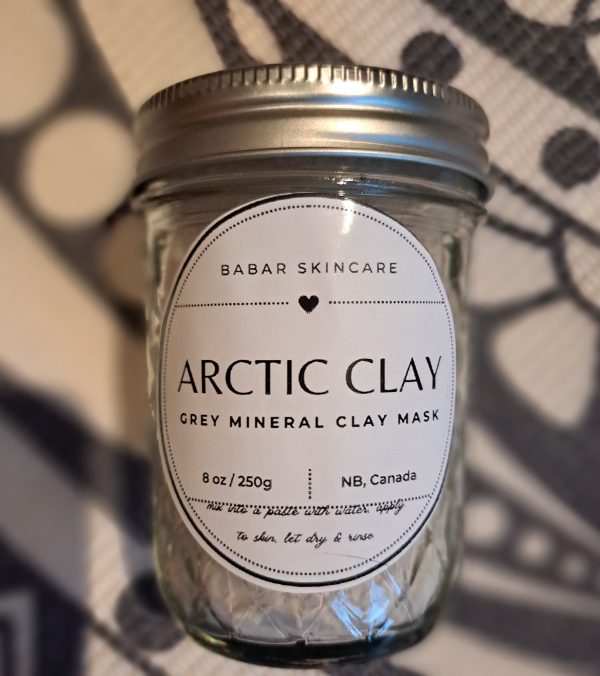 BABAR SKINCARE
ARCTIC CLAY
GREY MINERAL CLAY MASK
8 oz / 250g
NB, Canada
mix into a paste with water, apply
to skin, let dry & rinse